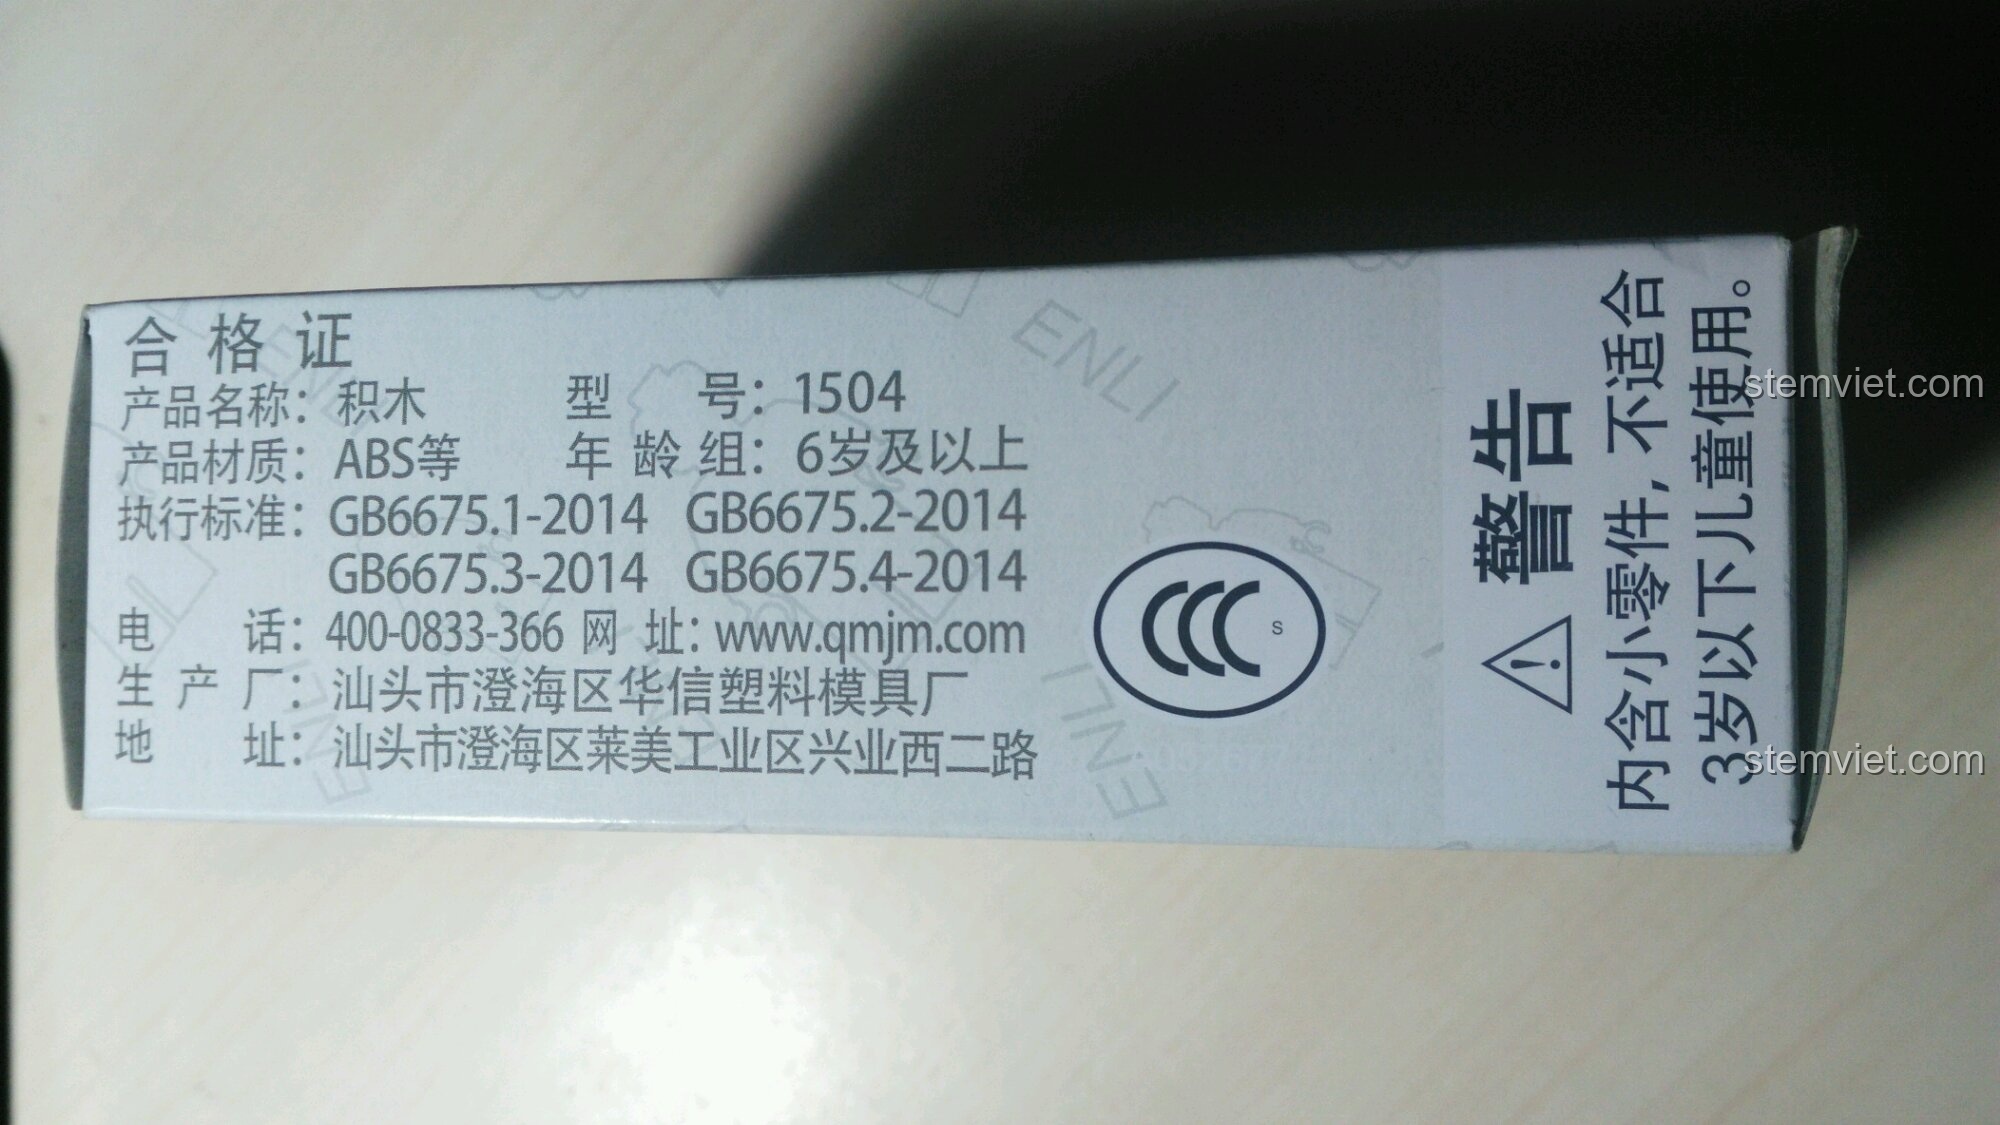 合格证
产品名称：积木 型号：1504
产品材质：ABS等 年龄组：6岁及以上
执行标准：GB6675.1-2014 GB6675.2-2014
GB6675.3-2014 GB6675.4-2014
电话：400-0833-366 网址：www.qmjm.com
生产厂：汕头市澄海区华信塑料模具厂
地址：汕头市澄海区莱美工业区兴业西二路
CCC S
警告
内含小零件，不适合
3岁以下儿童使用。
ENLI
ENLI
ENLI
ENLI
stemviet.com
stemviet.com